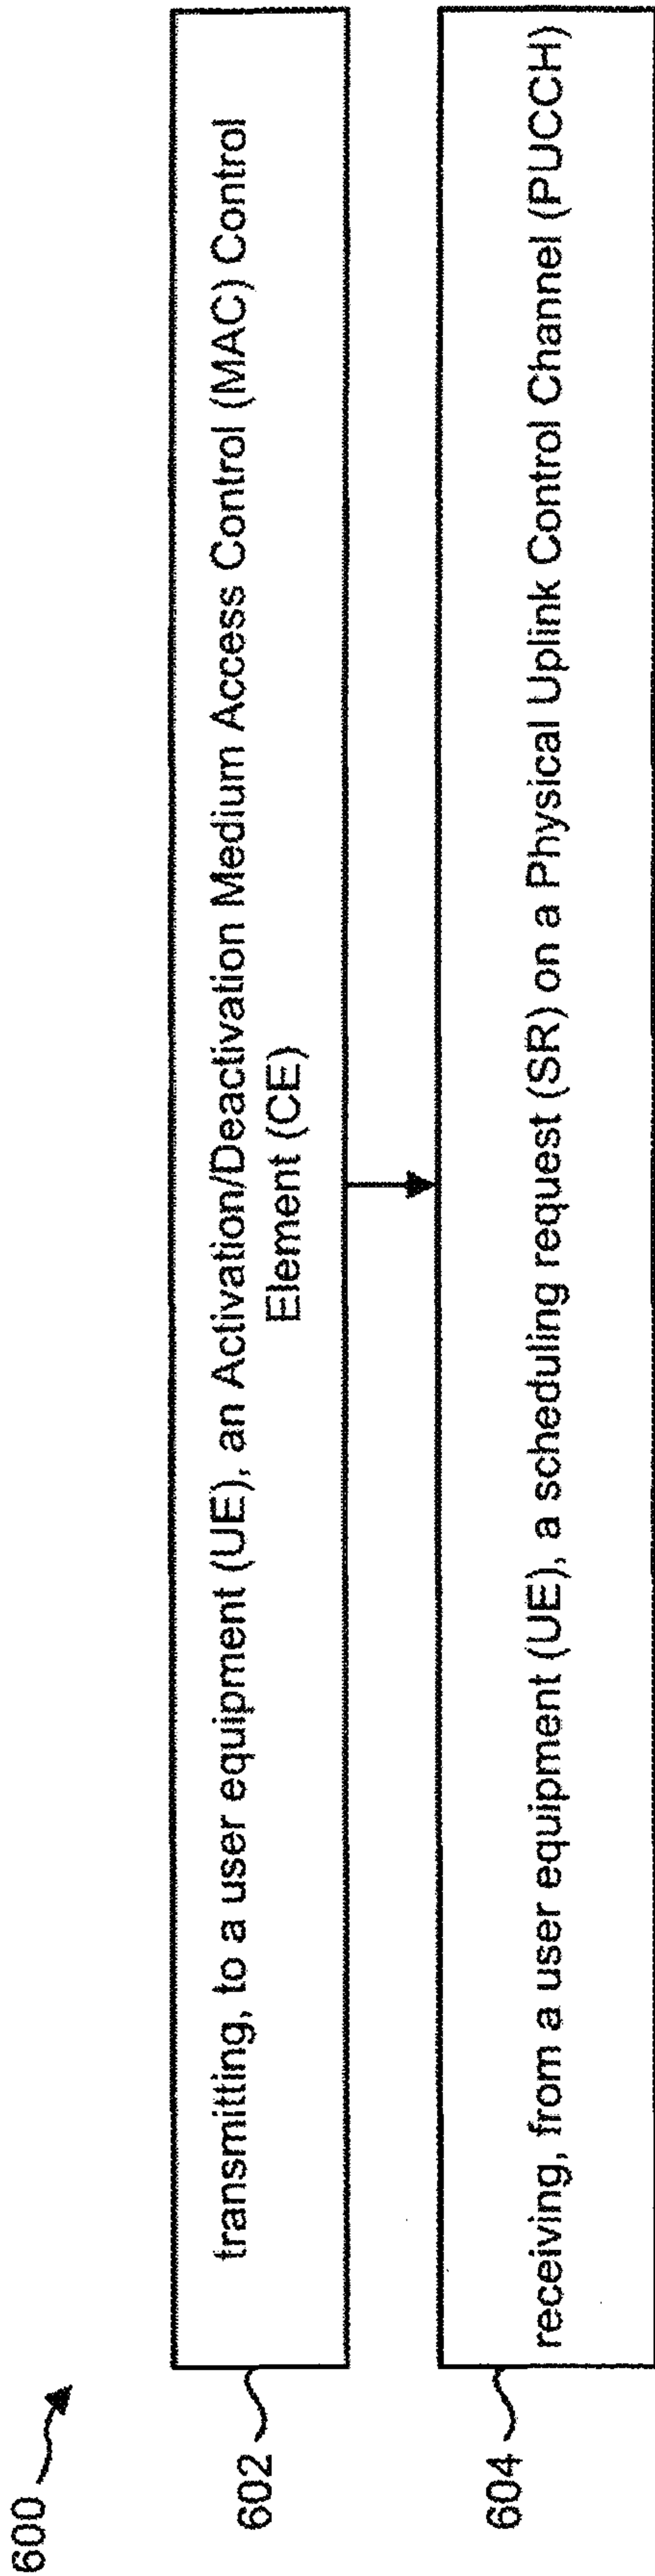 600
602
transmitting, to a user equipment (UE), an Activation/Deactivation Medium Access Control (MAC) Control
Element (CE)
604
receiving, from a user equipment (UE), a scheduling request (SR) on a Physical Uplink Control Channel (PUCCH)